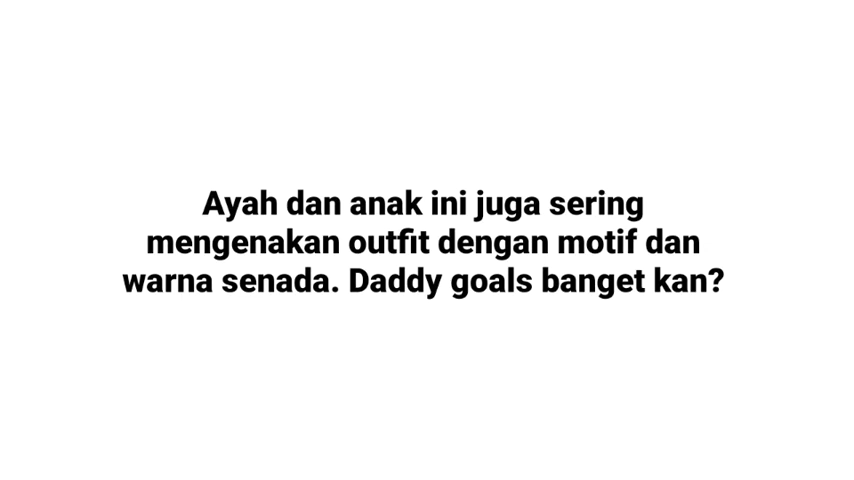 Ayah dan anak ini juga sering
mengenakan outfit dengan motif dan
warna senada. Daddy goals banget kan?